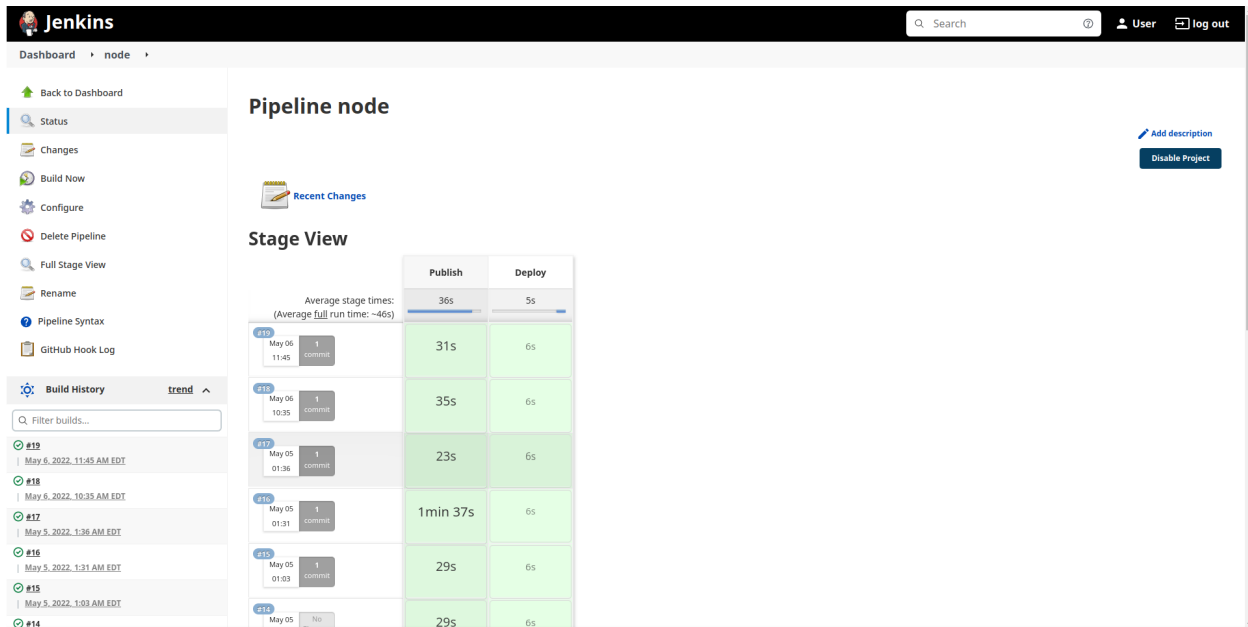 Jenkins
Search
User
log out
Dashboard
node
Back to Dashboard
Status
Changes
Build Now
Configure
Delete Pipeline
Full Stage View
Rename
Pipeline Syntax
GitHub Hook Log
Build History
trend
Filter builds...
#19
May 6, 2022, 11:45 AM EDT
#18
May 6, 2022, 10:35 AM EDT
#17
May 5, 2022, 1:36 AM EDT
#16
May 5, 2022, 1:31 AM EDT
#15
May 5, 2022, 1:03 AM EDT
#14
Pipeline node
Add description
Disable Project
Recent Changes
Stage View
Publish Deploy
Average stage times: 36s 5s
(Average full run time: ~46s)
#19
May 06 1
11:45 commit
31s 6s
#18
May 06 1
10:35 commit
35s 6s
#17
May 05 1
01:36 commit
23s 6s
#16
May 05 1
01:31 commit
1min 37s 6s
#15
May 05 1
01:03 commit
29s 6s
#14
May 05 No
29s 6s